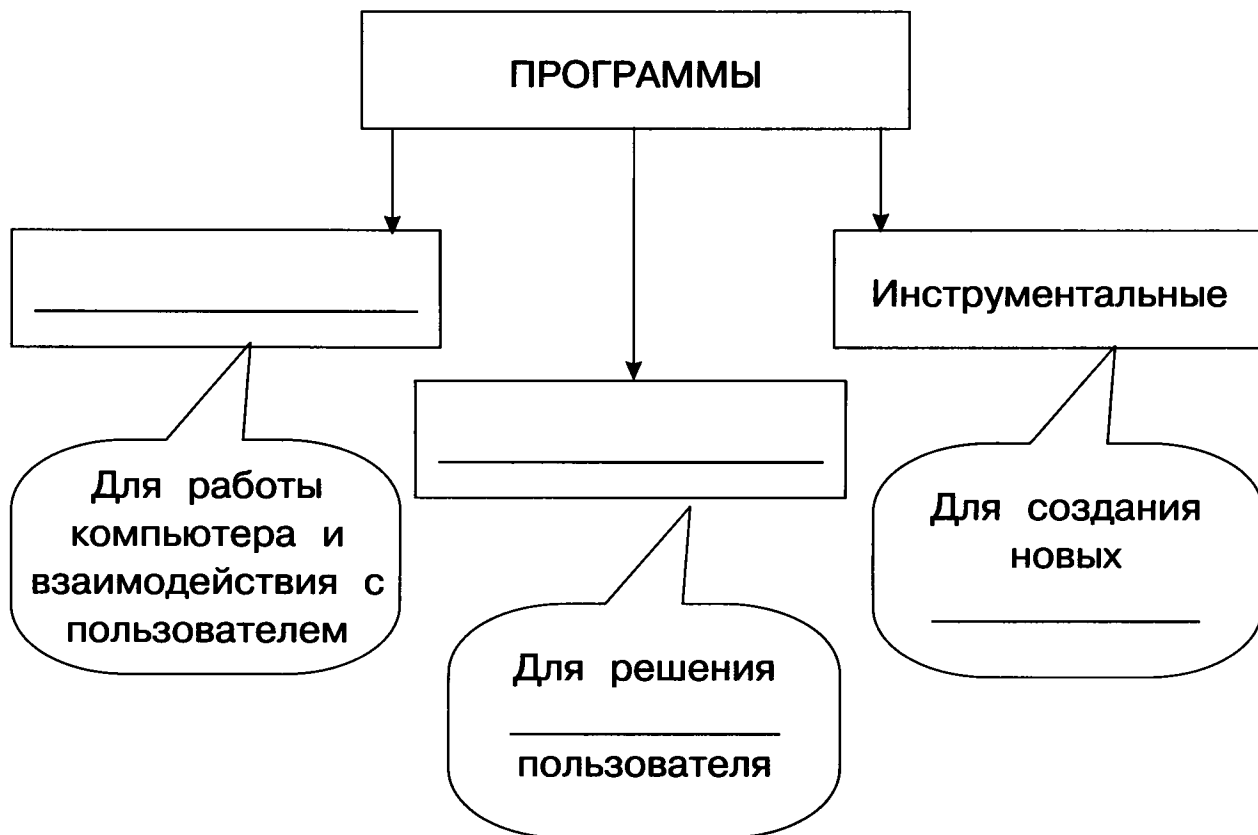 ПРОГРАММЫ
Инструментальные
Для работы
компьютера и
взаимодействия с
пользователем
Для решения
пользователя
Для создания
новых